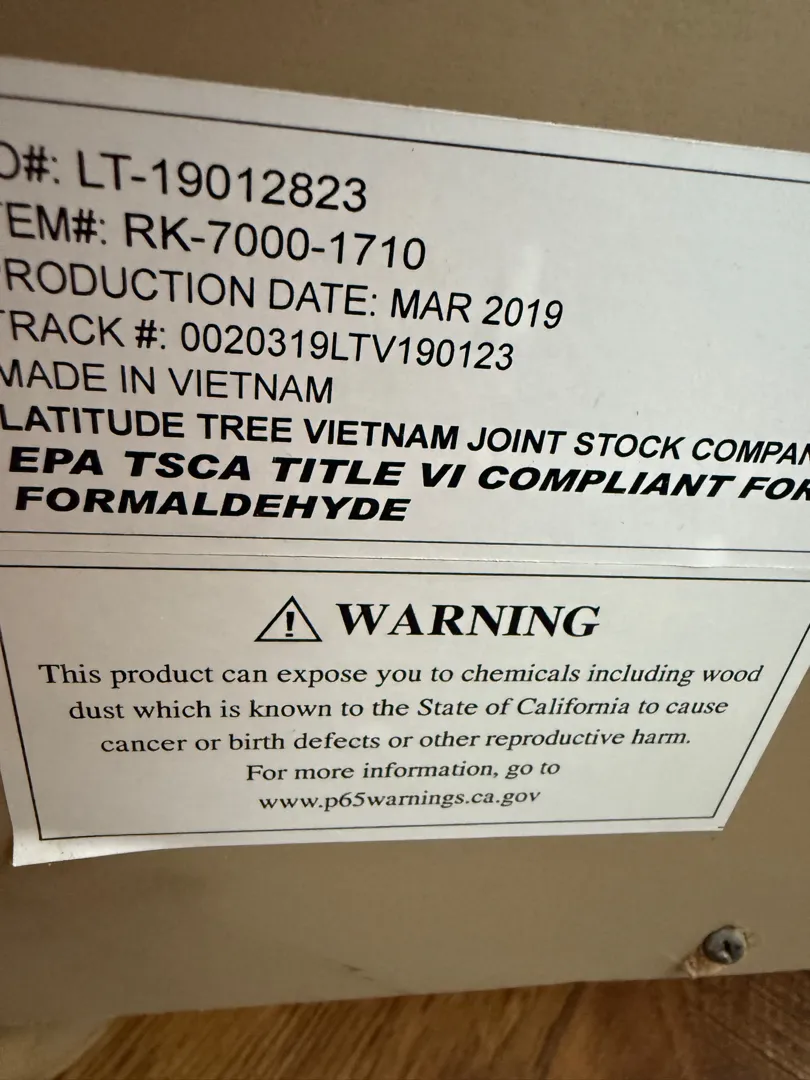 O#: LT-19012823
TEM#: RK-7000-1710
PRODUCTION DATE: MAR 2019
TRACK #: 0020319LTV190123
MADE IN VIETNAM
LATITUDE TREE VIETNAM JOINT STOCK COMPAN
EPA TSCA TITLE VI COMPLIANT FOR
FORMALDEHYDE
WARNING
This product can expose you to chemicals including wood
dust which is known to the State of California to cause
cancer or birth defects or other reproductive harm.
For more information, go to
www.p65warnings.ca.gov